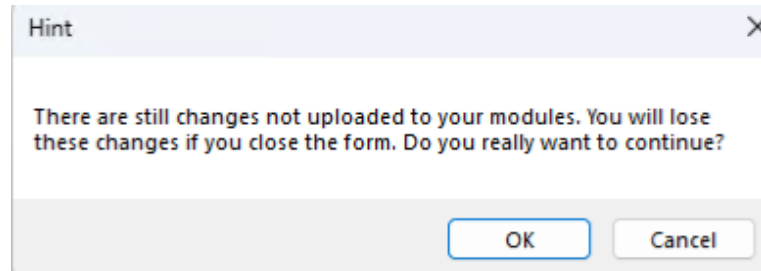 Hint
There are still changes not uploaded to your modules. You will lose
these changes if you close the form. Do you really want to continue?
OK
Cancel